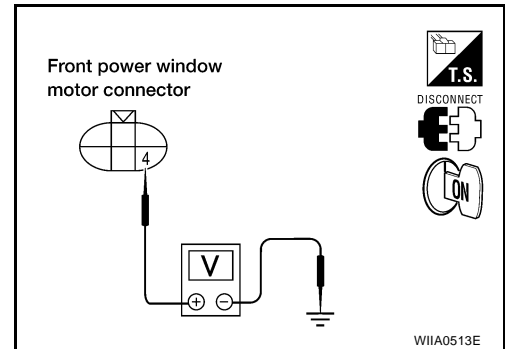 Front power window
motor connector
T.S.
DISCONNECT
4
ON
V
+ −
WIIA0513E